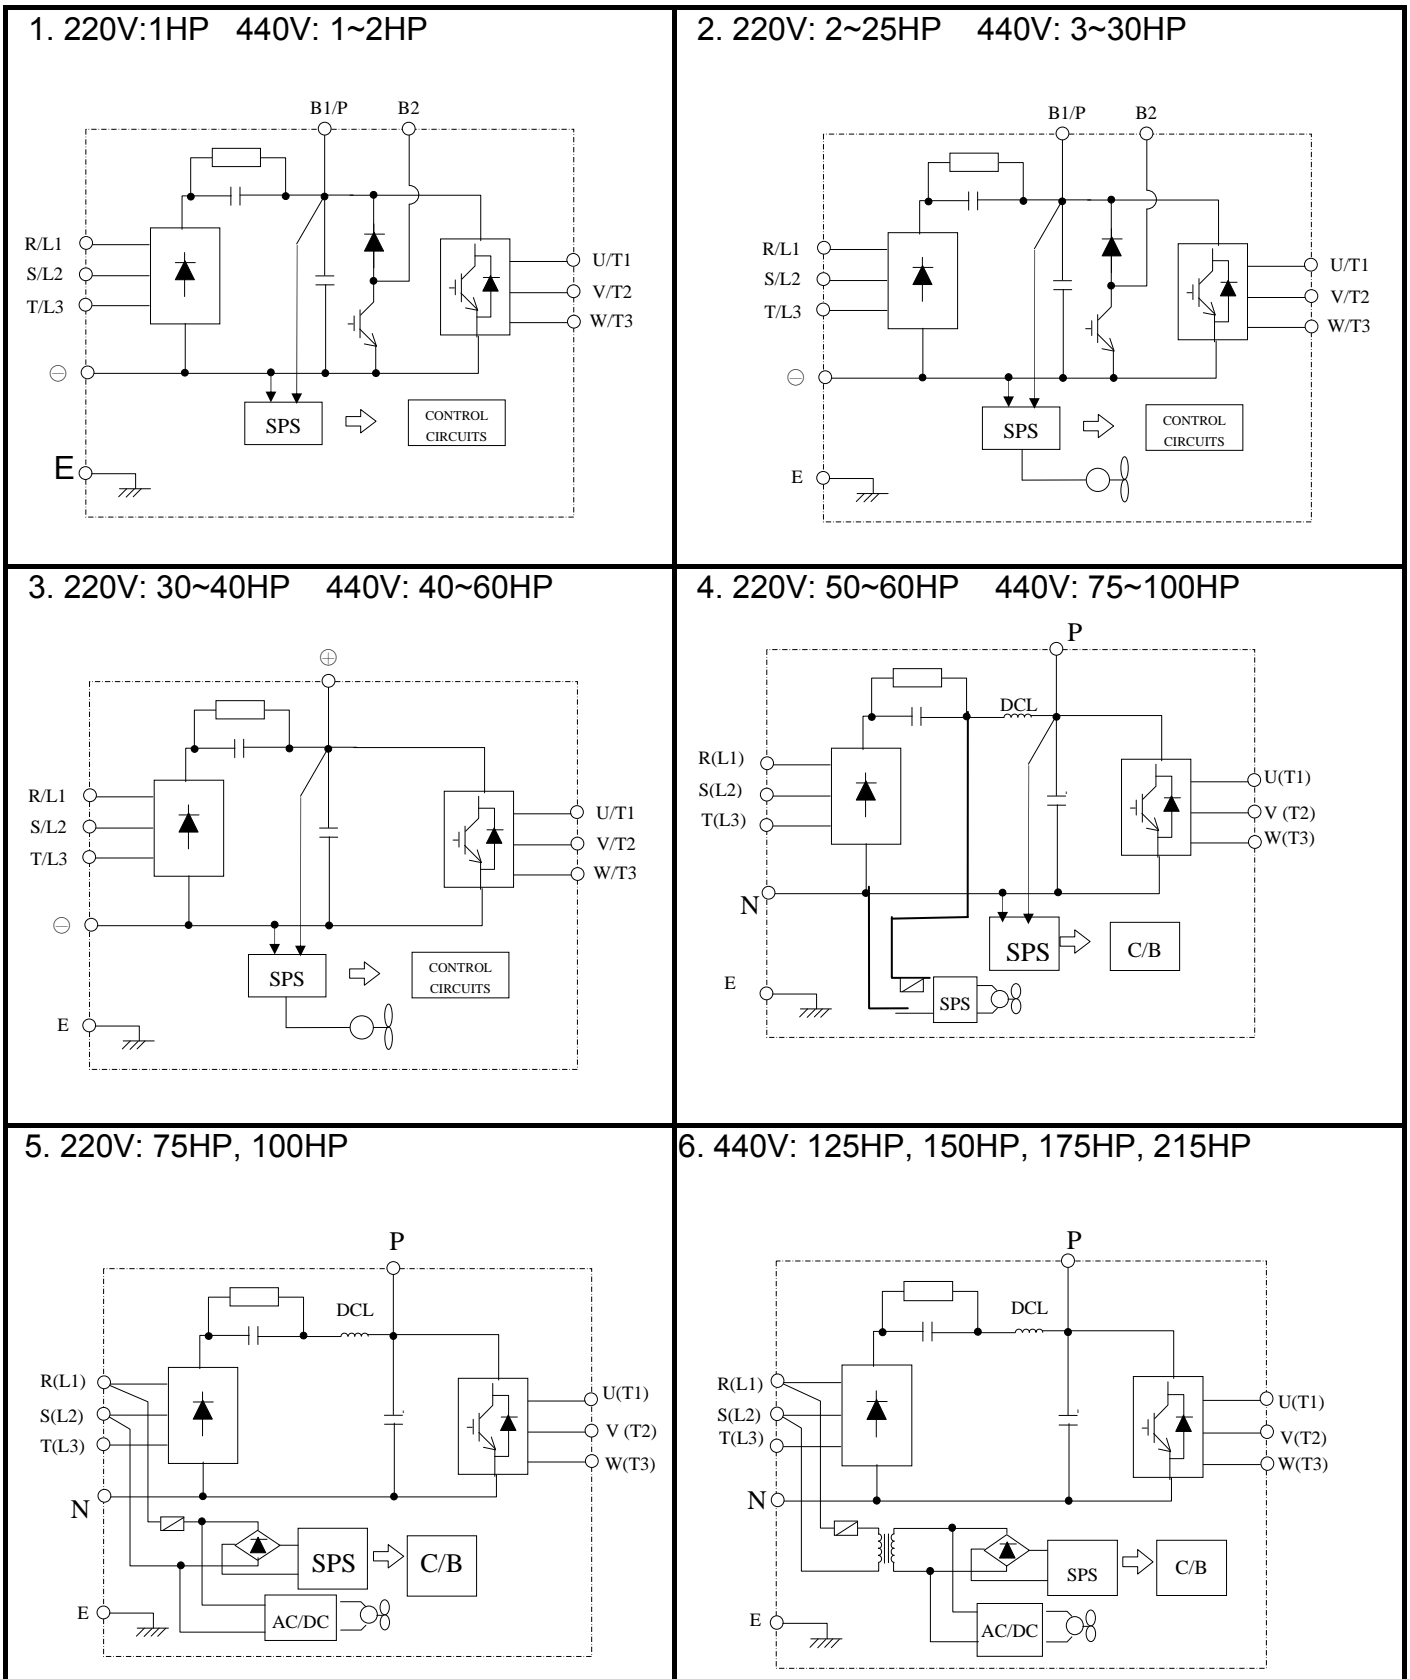 1. 220V:1HP 440V: 1~2HP
B1/P B2
R/L1
S/L2
T/L3
U/T1
V/T2
W/T3
⊖
SPS
CONTROL
CIRCUITS
E
2. 220V: 2~25HP 440V: 3~30HP
B1/P B2
R/L1
S/L2
T/L3
U/T1
V/T2
W/T3
⊖
SPS
CONTROL
CIRCUITS
E
3. 220V: 30~40HP 440V: 40~60HP
⊕
R/L1
S/L2
T/L3
U/T1
V/T2
W/T3
⊖
SPS
CONTROL
CIRCUITS
E
4. 220V: 50~60HP 440V: 75~100HP
P
DCL
R(L1)
S(L2)
T(L3)
U(T1)
V (T2)
W(T3)
N
SPS
C/B
E
SPS
5. 220V: 75HP, 100HP
P
DCL
R(L1)
S(L2)
T(L3)
U(T1)
V (T2)
W(T3)
N
SPS
C/B
E
AC/DC
6. 440V: 125HP, 150HP, 175HP, 215HP
P
DCL
R(L1)
S(L2)
T(L3)
U(T1)
V(T2)
W(T3)
N
SPS
C/B
E
AC/DC